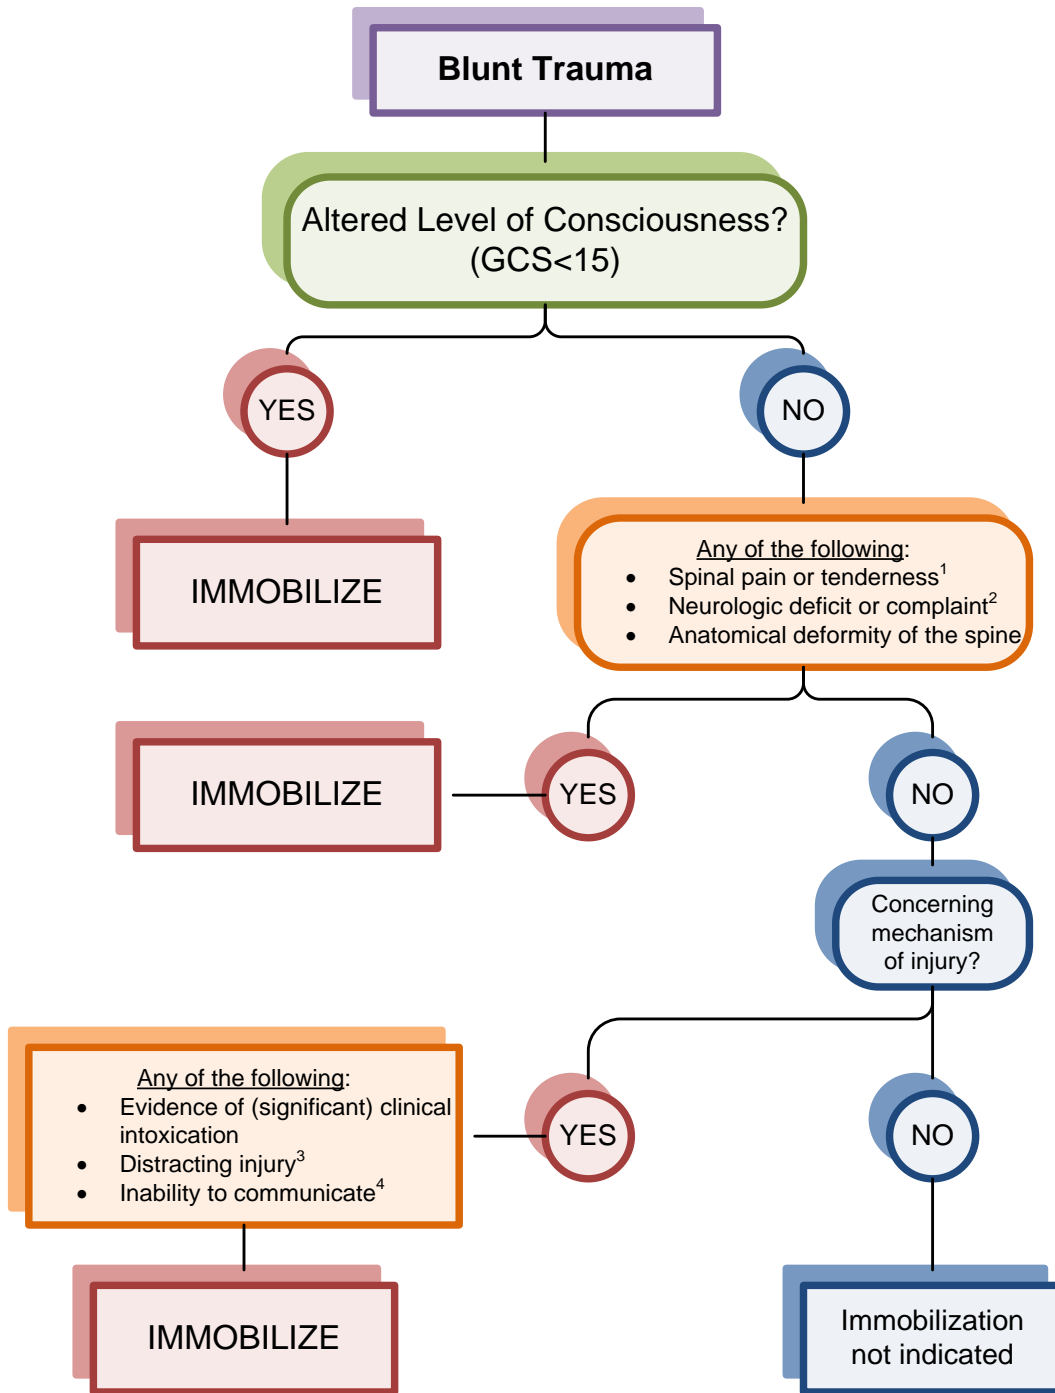 Blunt Trauma
Altered Level of Consciousness?
(GCS<15)
YES
NO
IMMOBILIZE
Any of the following:
• Spinal pain or tenderness¹
• Neurologic deficit or complaint²
• Anatomical deformity of the spine
IMMOBILIZE
YES
NO
Concerning
mechanism
of injury?
Any of the following:
• Evidence of (significant) clinical
intoxication
• Distracting injury³
• Inability to communicate⁴
YES
NO
IMMOBILIZE
Immobilization
not indicated